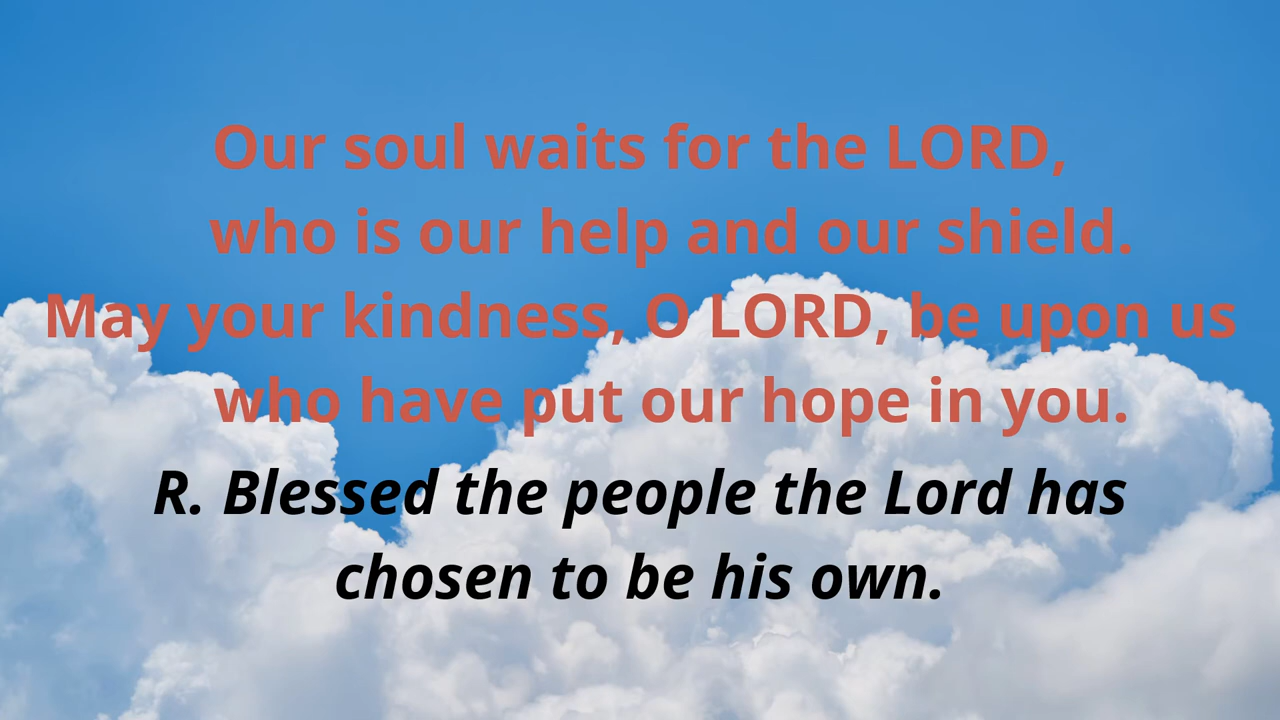 Our soul waits for the LORD,
who is our help and our shield.
May your kindness, O LORD, be upon us
who have put our hope in you.
R. Blessed the people the Lord has
chosen to be his own.